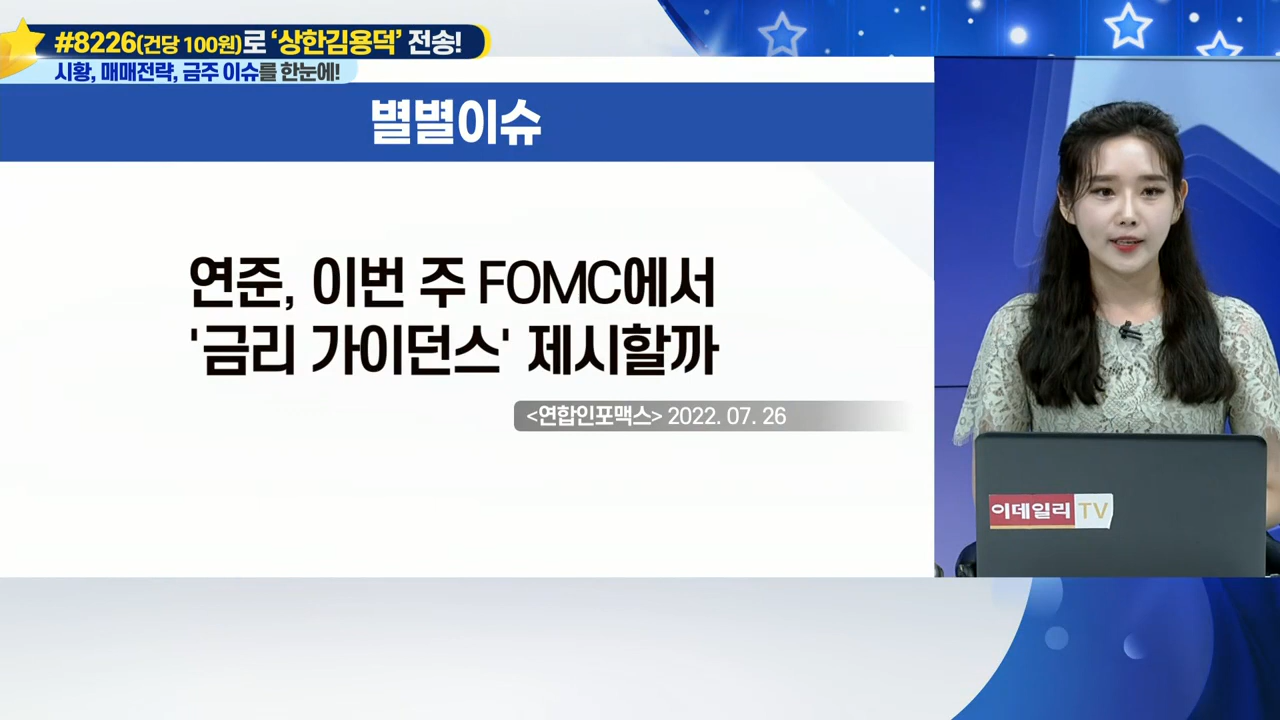 #8226(건당 100원)로 ‘상한김용덕’ 전송!
시황, 매매전략, 금주 이슈를 한눈에!
별별이슈
연준, 이번 주 FOMC에서
'금리 가이던스' 제시할까
<연합인포맥스> 2022. 07. 26
이데일리TV